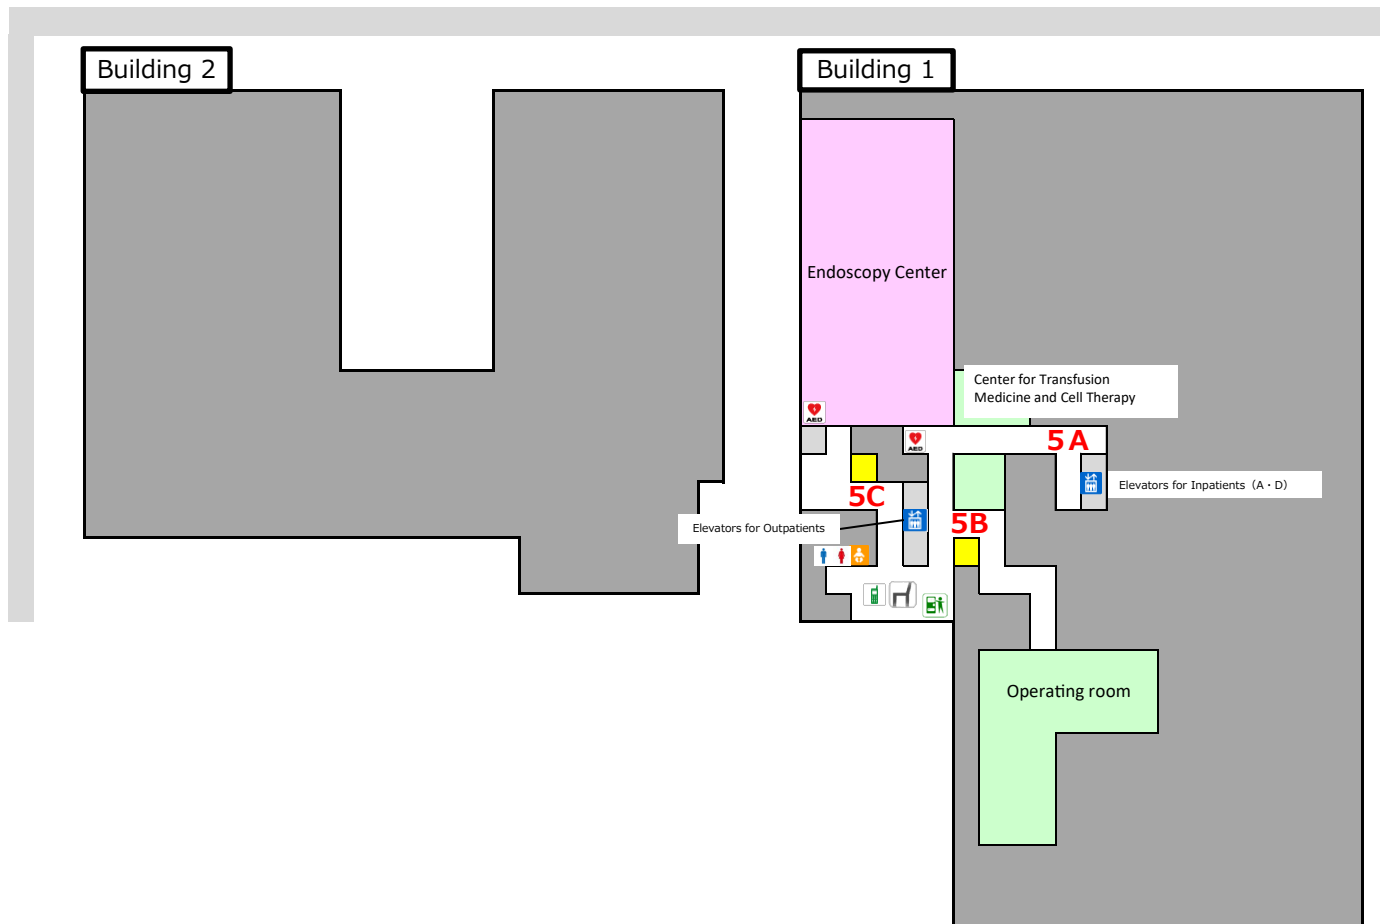 Building 2
Building 1
Endoscopy Center
Center for Transfusion
Medicine and Cell Therapy
AED
AED
5A
5C
Elevators for Inpatients（A・D）
5B
Elevators for Outpatients
Operating room